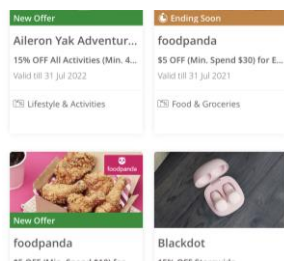 New Offer
Aileron Yak Adventur...
15% OFF All Activities (Min. 4...
Valid till 31 Jul 2022
Lifestyle & Activities
Ending Soon
foodpanda
$5 OFF (Min. Spend $30) for E...
Valid till 31 Jul 2021
Food & Groceries
foodpanda
New Offer
foodpanda
Blackdot